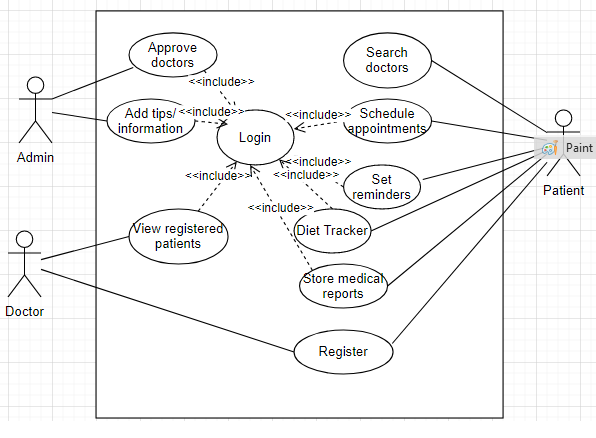 Approve
doctors
Search
doctors
<<include>>
Add tips/
information
<<include>>
<<include>>
Schedule
appointments
Login
Admin
Paint
<<include>>
<<include>>
<<include>>
Set
reminders
Patient
<<include>>
View registered
patients
Diet Tracker
Store medical
reports
Doctor
Register